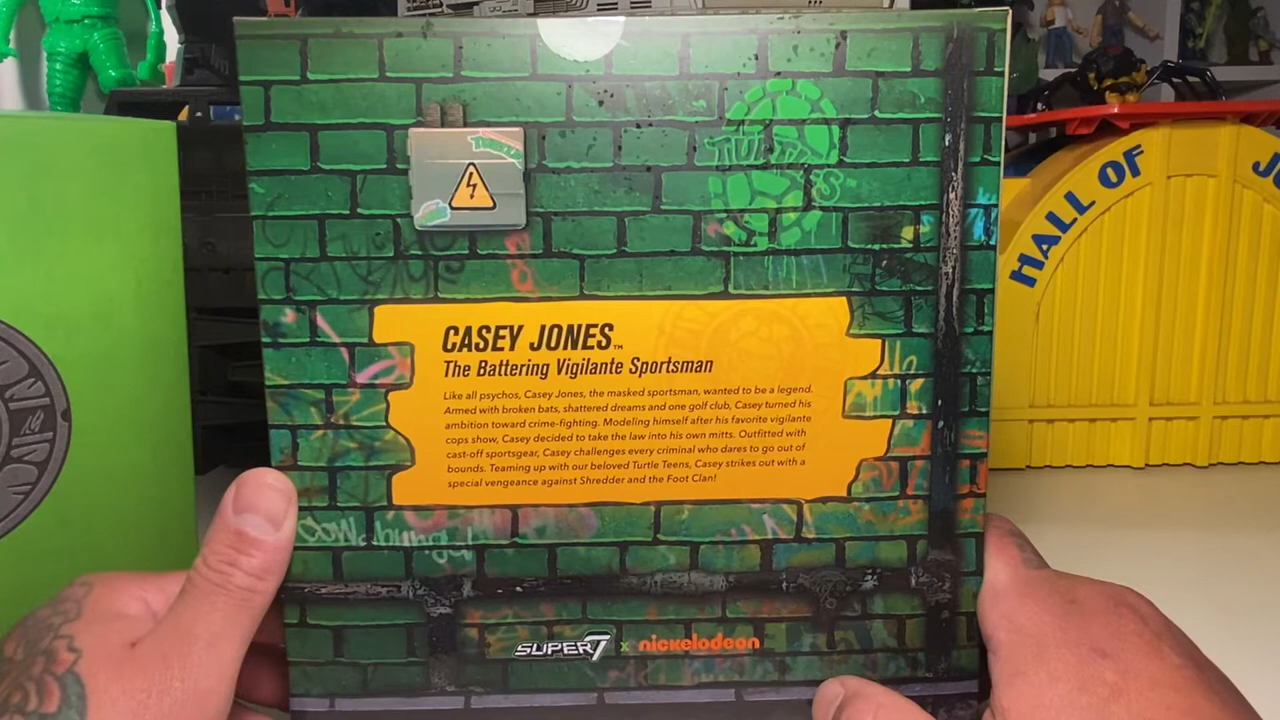 HALL OF
TURTLES
CASEY JONES™
The Battering Vigilante Sportsman
Like all psychos, Casey Jones, the masked sportsman, wanted to be a legend.
Armed with broken bats, shattered dreams and one golf club, Casey turned his
ambition toward crime-fighting. Modeling himself after his favorite vigilante
cops show, Casey decided to take the law into his own mitts. Outfitted with
cast-off sportsgear, Casey challenges every criminal who dares to go out of
bounds. Teaming up with our beloved Turtle Teens, Casey strikes out with a
special vengeance against Shredder and the Foot Clan!
SUPER7 x nickelodeon